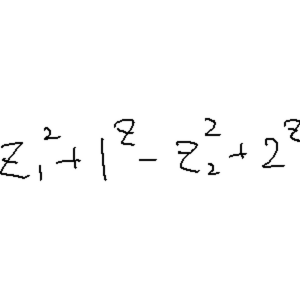 z₁² + 1^z - z₂² + 2^z